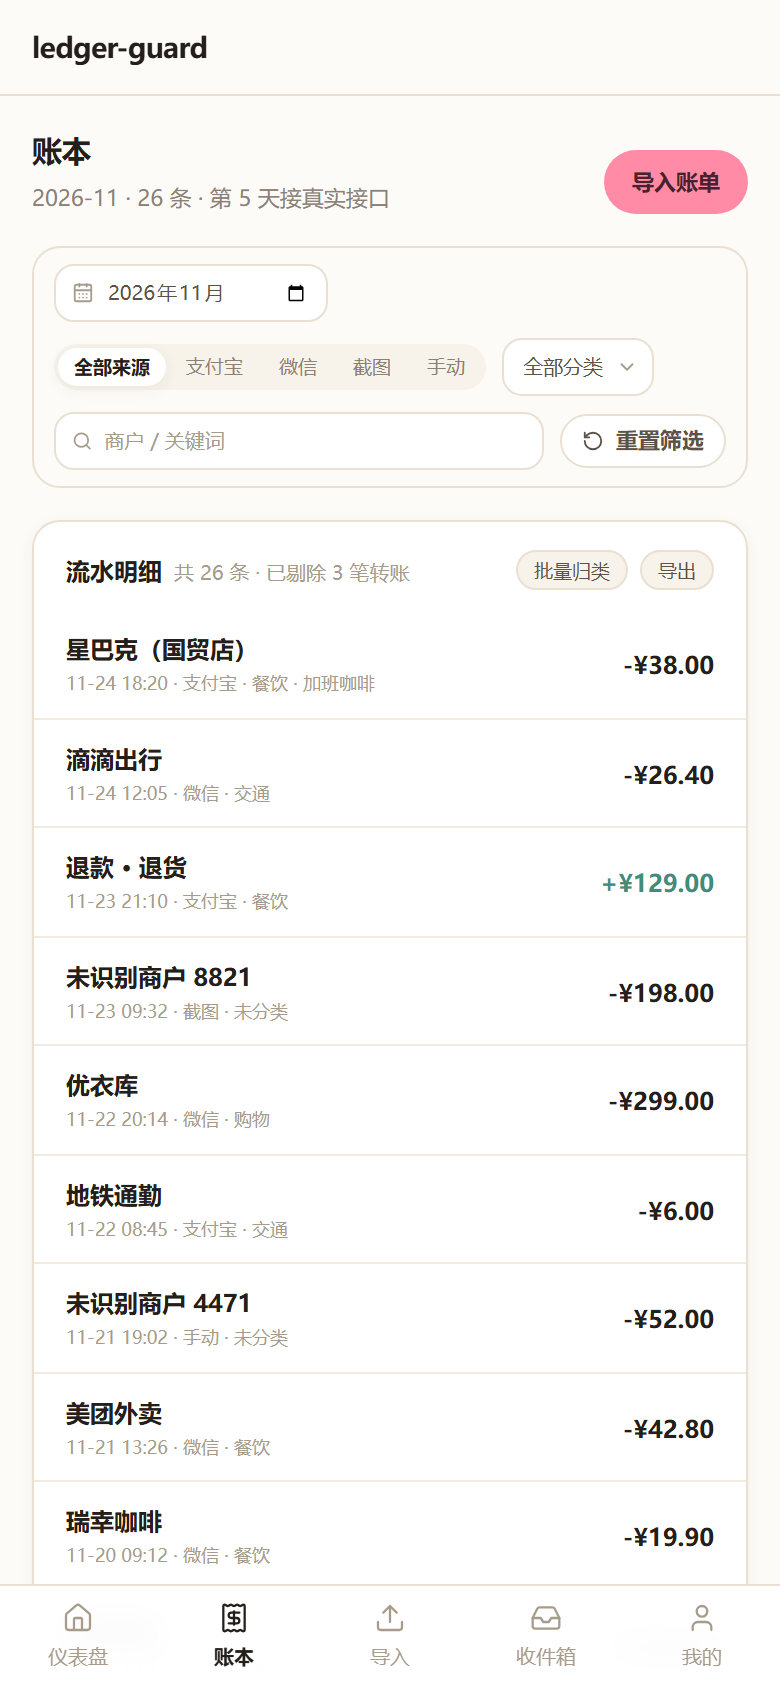 ledger-guard
账本
2026-11 · 26 条 · 第 5 天接真实接口
导入账单
2026年11月
全部来源 支付宝 微信 截图 手动 全部分类
商户 / 关键词 重置筛选
流水明细 共 26 条 · 已剔除 3 笔转账 批量归类 导出
星巴克（国贸店） -¥38.00
11-24 18:20 · 支付宝 · 餐饮 · 加班咖啡
滴滴出行 -¥26.40
11-24 12:05 · 微信 · 交通
退款・退货 +¥129.00
11-23 21:10 · 支付宝 · 餐饮
未识别商户 8821 -¥198.00
11-23 09:32 · 截图 · 未分类
优衣库 -¥299.00
11-22 20:14 · 微信 · 购物
地铁通勤 -¥6.00
11-22 08:45 · 支付宝 · 交通
未识别商户 4471 -¥52.00
11-21 19:02 · 手动 · 未分类
美团外卖 -¥42.80
11-21 13:26 · 微信 · 餐饮
瑞幸咖啡 -¥19.90
11-20 09:12 · 微信 · 餐饮
仪表盘 账本 导入 收件箱 我的